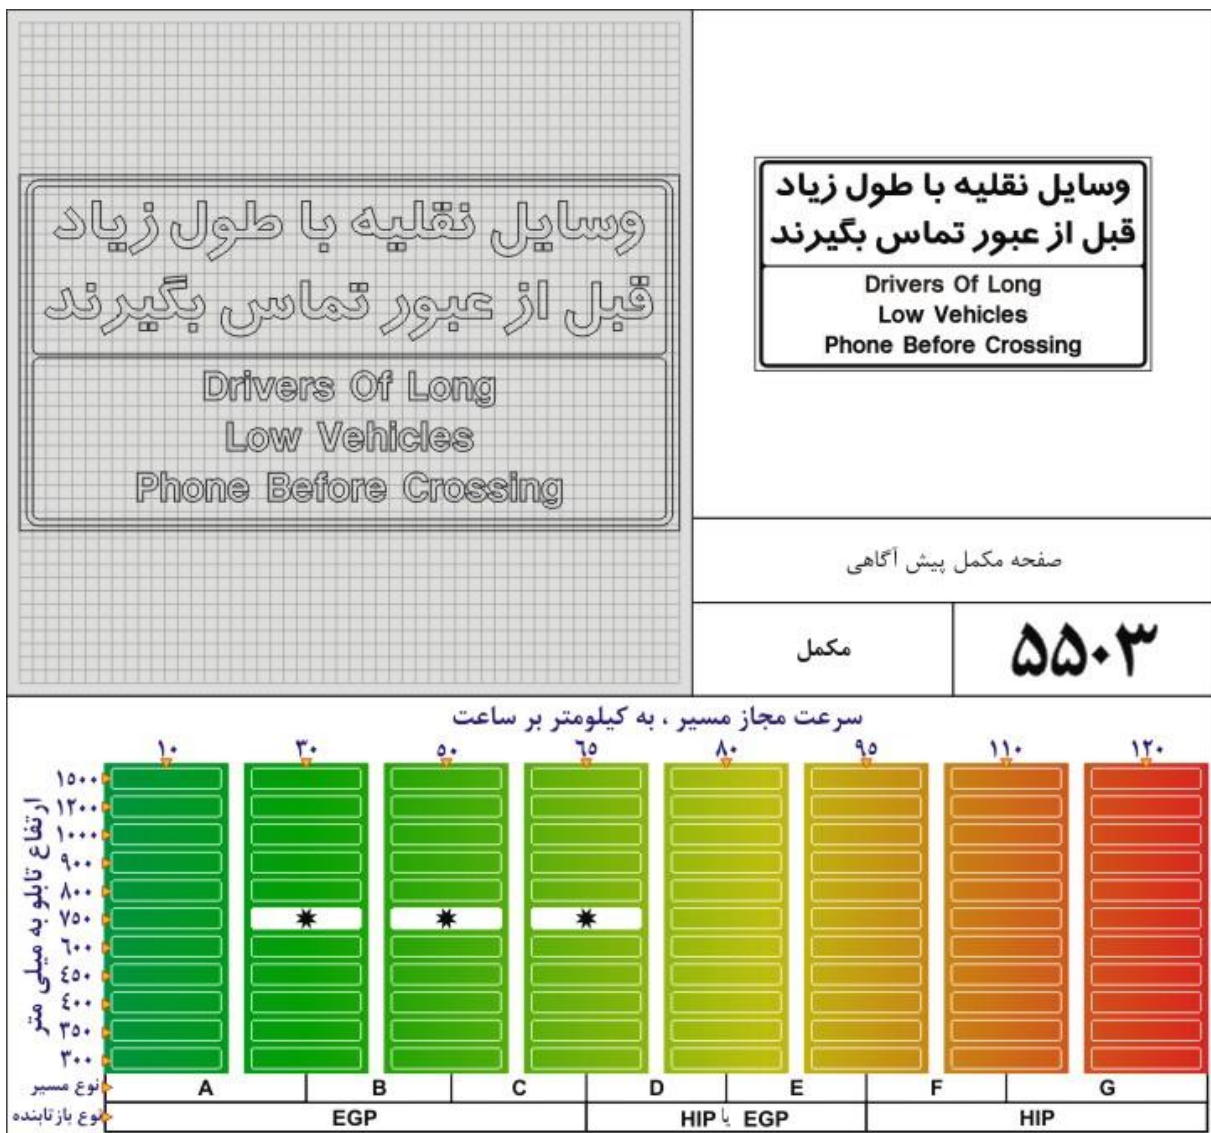 وسایل نقلیه با طول زیاد
قبل از عبور تماس بگیرند
Drivers Of Long
Low Vehicles
Phone Before Crossing
وسایل نقلیه با طول زیاد
قبل از عبور تماس بگیرند
Drivers Of Long
Low Vehicles
Phone Before Crossing
صفحه مکمل پیش آگاهی
مکمل
۵۵۰۳
سرعت مجاز مسیر ، به کیلومتر بر ساعت
۱۰ ۳۰ ۵۰ ٦۵ ۸۰ ۹۵ ۱۱۰ ۱۲۰
ارتفاع تابلو به میلی متر
۱۵۰۰
۱۲۰۰
۱۰۰۰
۹۰۰
۸۰۰
۷۵۰
٦۰۰
٤۵۰
٤۰۰
۳۵۰
۳۰۰
نوع مسیر A B C D E F G
نوع بازتابنده EGP HIP یا EGP HIP